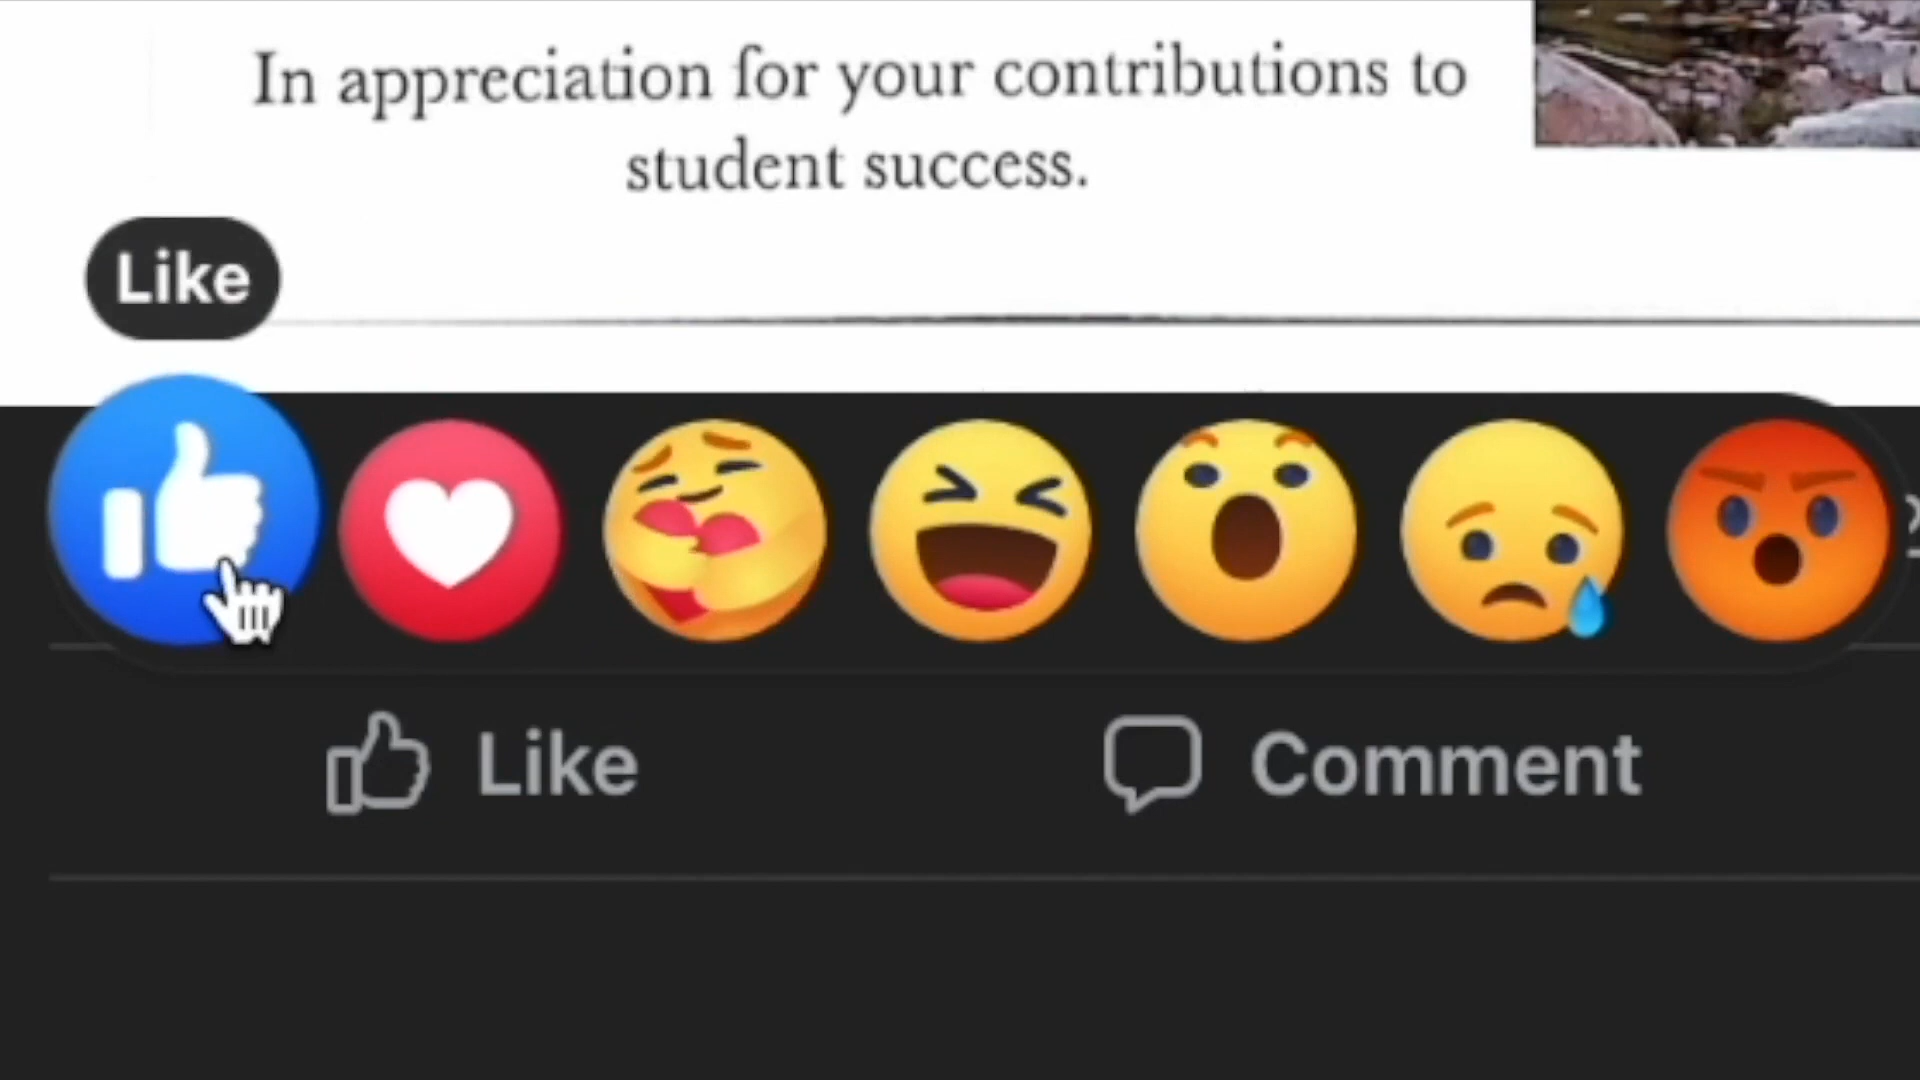 In appreciation for your contributions to
student success.
Like
Like
Comment